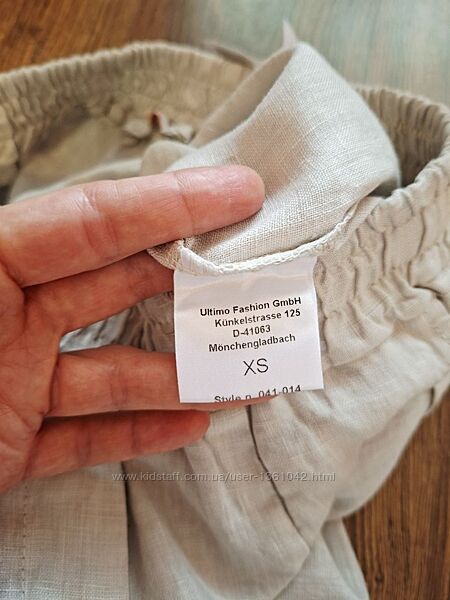 Ultimo Fashion GmbH
Künkelstrasse 125
D-41063
Mönchengladbach
XS
Style n. 041-014
www.kidstaff.com.ua/user-1361042.html